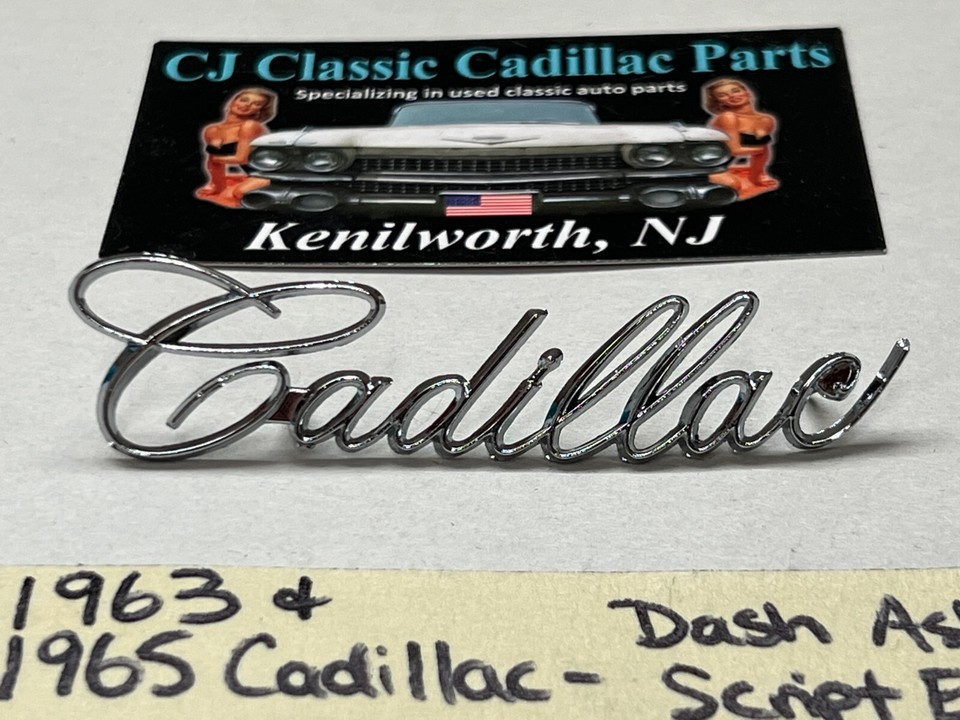 CJ Classic Cadillac Parts
Specializing in used classic auto parts
Kenilworth, NJ
Cadillac
1963 &
1965 Cadillac -
Dash
Script